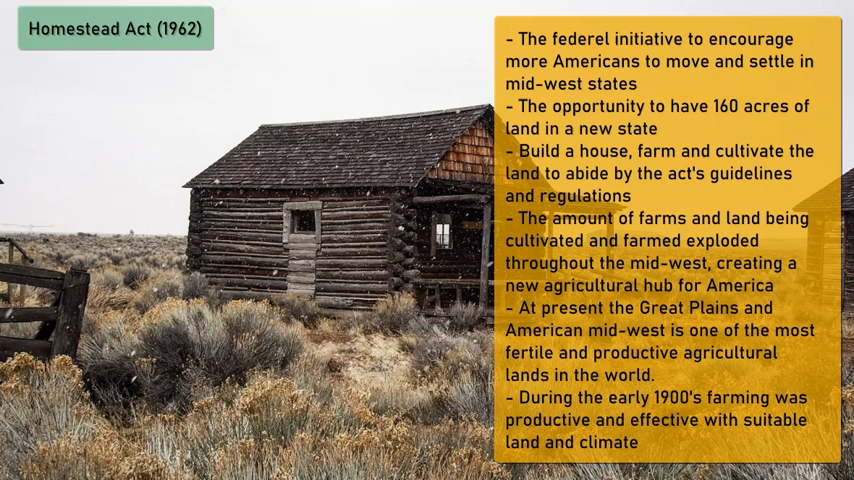 Homestead Act (1962)
- The federel initiative to encourage
more Americans to move and settle in
mid-west states
- The opportunity to have 160 acres of
land in a new state
- Build a house, farm and cultivate the
land to abide by the act's guidelines
and regulations
- The amount of farms and land being
cultivated and farmed exploded
throughout the mid-west, creating a
new agricultural hub for America
- At present the Great Plains and
American mid-west is one of the most
fertile and productive agricultural
lands in the world.
- During the early 1900's farming was
productive and effective with suitable
land and climate